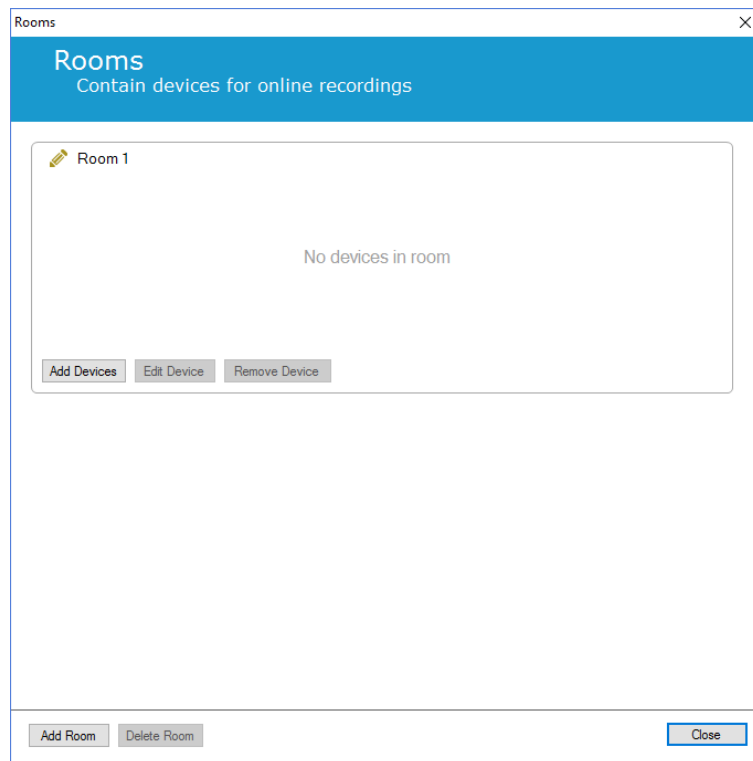 Rooms
Rooms
Contain devices for online recordings
Room 1
No devices in room
Add Devices Edit Device Remove Device
Add Room Delete Room Close